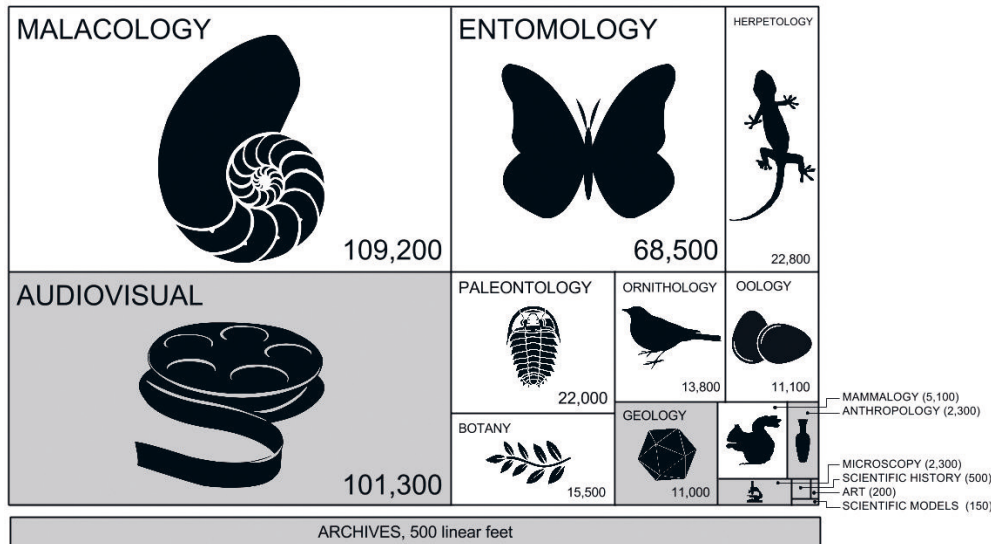 MALACOLOGY
109,200
ENTOMOLOGY
68,500
HERPETOLOGY
22,800
AUDIOVISUAL
101,300
PALEONTOLOGY
22,000
ORNITHOLOGY
13,800
OOLOGY
11,100
BOTANY
15,500
GEOLOGY
11,000
MAMMALOGY (5,100)
ANTHROPOLOGY (2,300)
MICROSCOPY (2,300)
SCIENTIFIC HISTORY (500)
ART (200)
SCIENTIFIC MODELS (150)
ARCHIVES, 500 linear feet